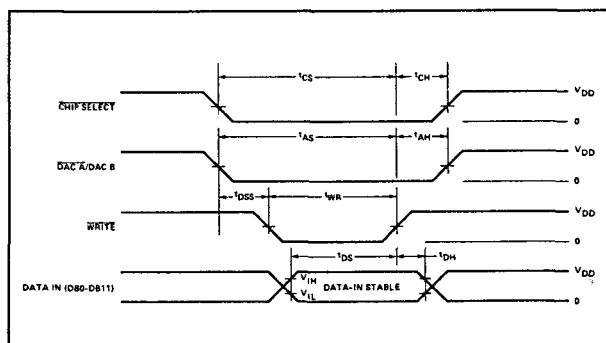 tCS tCH
CHIP SELECT VDD
0
tAS tAH
DAC A/DAC B VDD
0
tDSS tWR
WRITE VDD
0
tDS tDH
DATA IN (DB0-DB11) VIH DATA-IN STABLE VDD
VIL 0